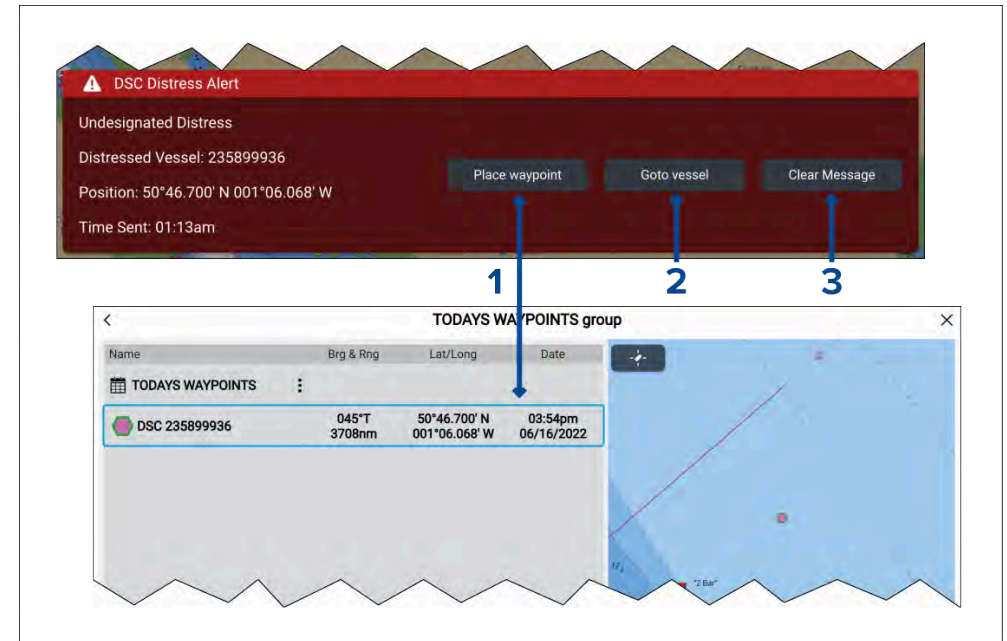 DSC Distress Alert
Undesignated Distress
Distressed Vessel: 235899936
Position: 50°46.700' N 001°06.068' W
Time Sent: 01:13am
Place waypoint Goto vessel Clear Message
1 2 3
TODAYS WAYPOINTS group
Name Brg & Rng Lat/Long Date
TODAYS WAYPOINTS
DSC 235899936 045°T 50°46.700' N 03:54pm
3708nm 001°06.068' W 06/16/2022
"2 Bar"